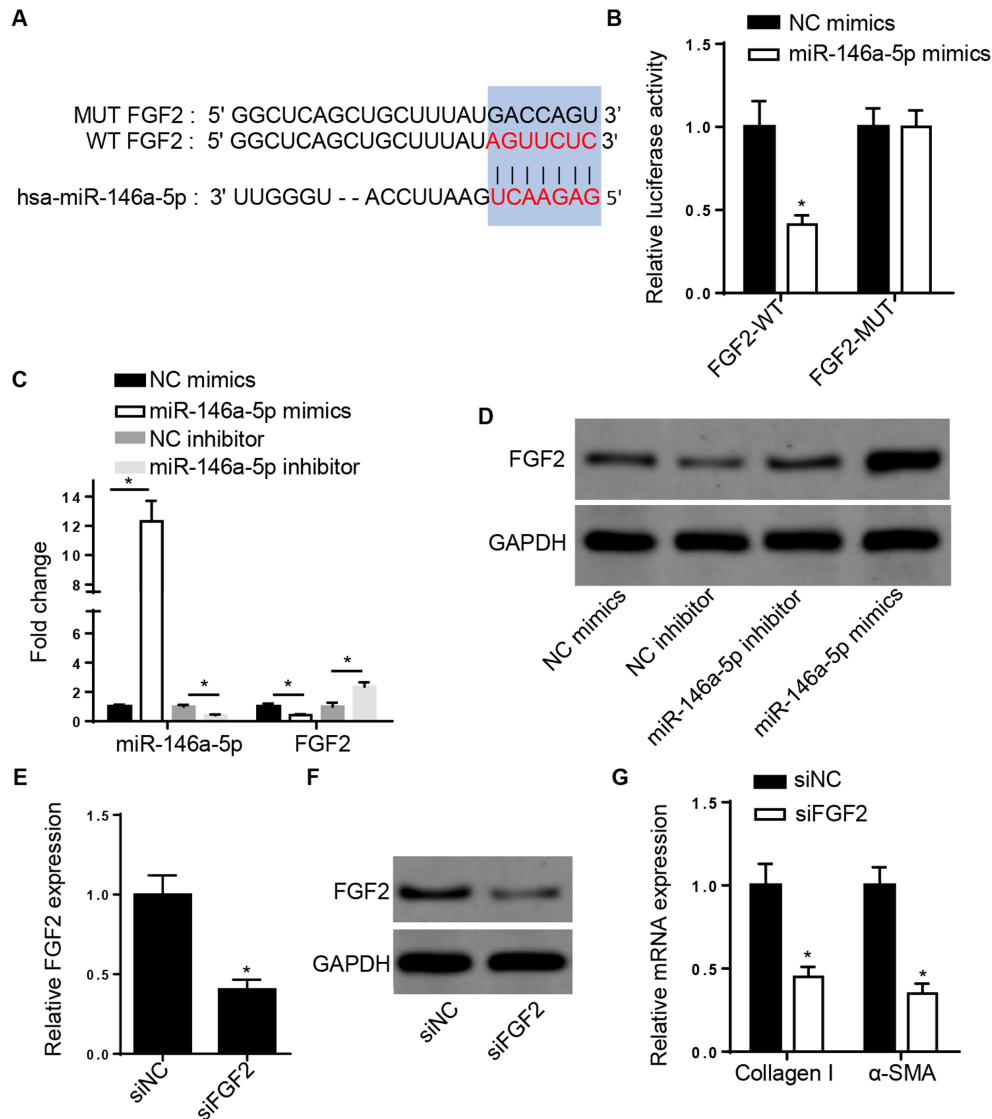 A
MUT FGF2 : 5' GGCUCAGCUGCUUUAUGACCAGU 3'
WT FGF2 : 5' GGCUCAGCUGCUUUAUAGUUCUC 3'
hsa-miR-146a-5p : 3' UUGGGU - - ACCUUAAGUCAAGAG 5'
B
NC mimics
miR-146a-5p mimics
Relative luciferase activity
1.5
1.0
0.5
0.0
*
FGF2-WT
FGF2-MUT
C
NC mimics
miR-146a-5p mimics
NC inhibitor
miR-146a-5p inhibitor
Fold change
14
12
10
8
6
4
2
0
*
*
*
*
miR-146a-5p
FGF2
D
FGF2
GAPDH
NC mimics
NC inhibitor
miR-146a-5p inhibitor
miR-146a-5p mimics
E
Relative FGF2 expression
1.5
1.0
0.5
0.0
*
siNC
siFGF2
F
FGF2
GAPDH
siNC
siFGF2
G
siNC
siFGF2
Relative mRNA expression
1.5
1.0
0.5
0.0
*
*
Collagen I
α-SMA